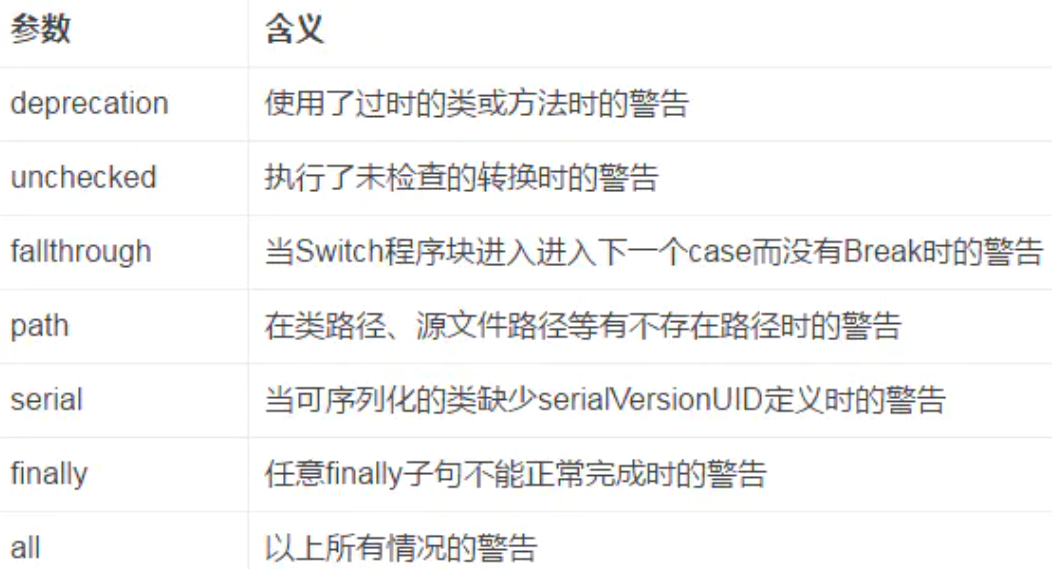 参数 含义
deprecation 使用了过时的类或方法时的警告
unchecked 执行了未检查的转换时的警告
fallthrough 当Switch程序块进入进入下一个case而没有Break时的警告
path 在类路径、源文件路径等有不存在路径时的警告
serial 当可序列化的类缺少serialVersionUID定义时的警告
finally 任意finally子句不能正常完成时的警告
all 以上所有情况的警告